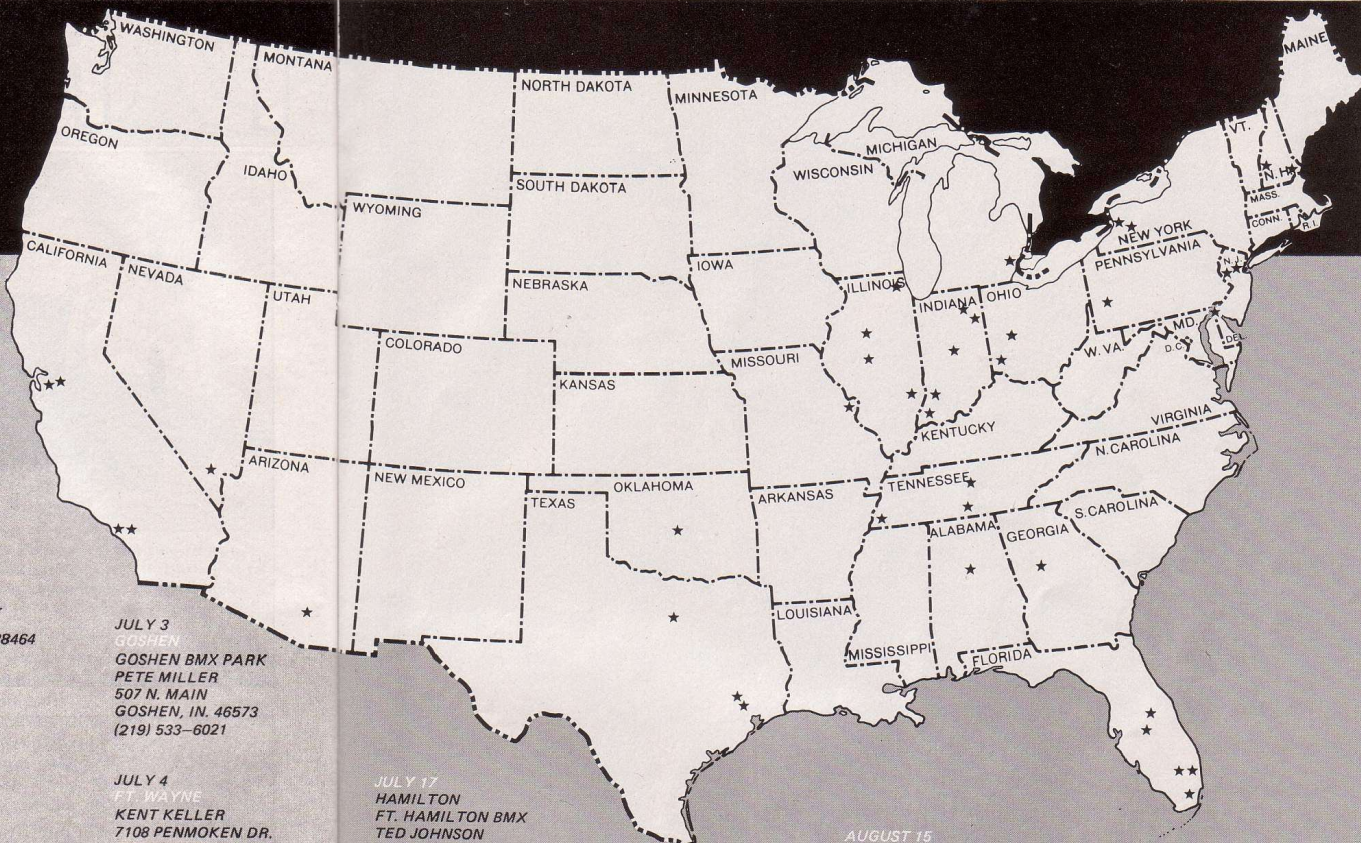 WASHINGTON
MONTANA
NORTH DAKOTA
MINNESOTA
MAINE
OREGON
IDAHO
SOUTH DAKOTA
WISCONSIN
MICHIGAN
VT.
N.H.
MASS.
CONN.
R.I.
WYOMING
NEW YORK
CALIFORNIA
NEVADA
UTAH
NEBRASKA
IOWA
ILLINOIS
INDIANA
OHIO
PENNSYLVANIA
N.J.
MD.
DEL.
D.C.
W. VA.
COLORADO
KANSAS
MISSOURI
KENTUCKY
VIRGINIA
ARIZONA
NEW MEXICO
TEXAS
OKLAHOMA
ARKANSAS
TENNESSEE
N. CAROLINA
S. CAROLINA
ALABAMA
GEORGIA
LOUISIANA
MISSISSIPPI
FLORIDA
8464
JULY 3
GOSHEN
GOSHEN BMX PARK
PETE MILLER
507 N. MAIN
GOSHEN, IN. 46573
(219) 533-6021
JULY 4
FT. WAYNE
KENT KELLER
7108 PENMOKEN DR.
JULY 17
HAMILTON
FT. HAMILTON BMX
TED JOHNSON
AUGUST 15